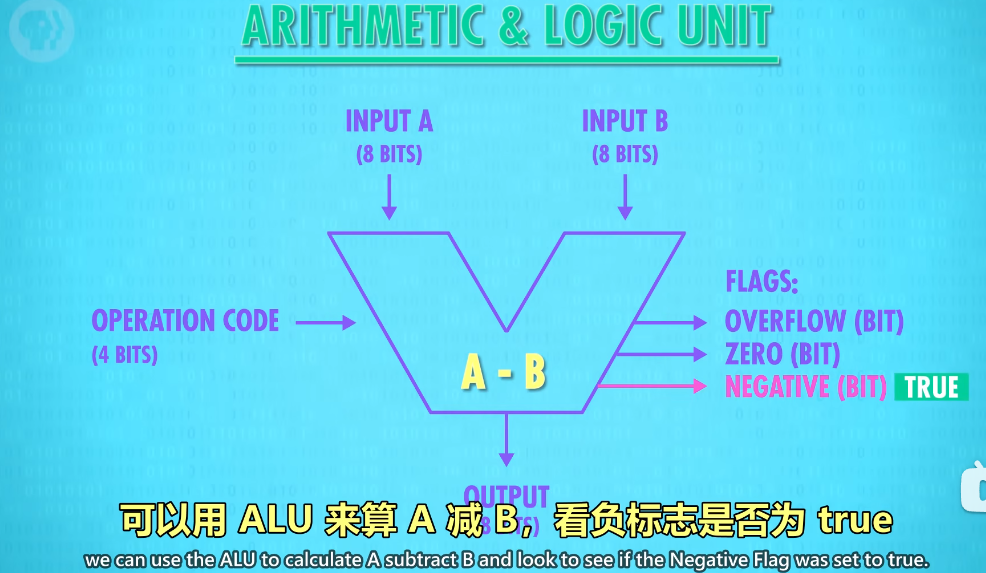 ARITHMETIC & LOGIC UNIT
INPUT A
(8 BITS)
INPUT B
(8 BITS)
OPERATION CODE
(4 BITS)
A - B
FLAGS:
OVERFLOW (BIT)
ZERO (BIT)
NEGATIVE (BIT) TRUE
OUTPUT
可以用 ALU 来算 A 减 B，看负标志是否为 true
we can use the ALU to calculate A subtract B and look to see if the Negative Flag was set to true.